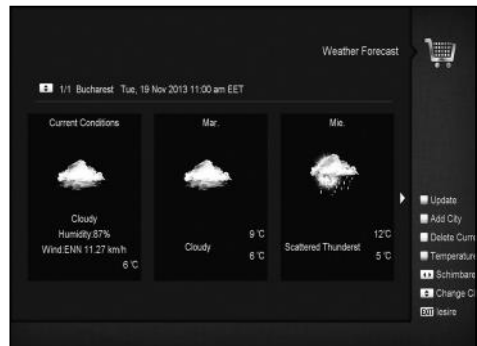 Weather Forecast
1/1 Bucharest Tue, 19 Nov 2013 11:00 am EET
Current Conditions
Cloudy
Humidity:87%
Wind:ENN 11.27 km/h
6 °C
Mar.
9 °C
Cloudy
6 °C
Mie.
12°C
Scattered Thunderst
5 °C
Update
Add City
Delete Curre
Temperature
Schimbare
Change Ci
EXIT Iesire